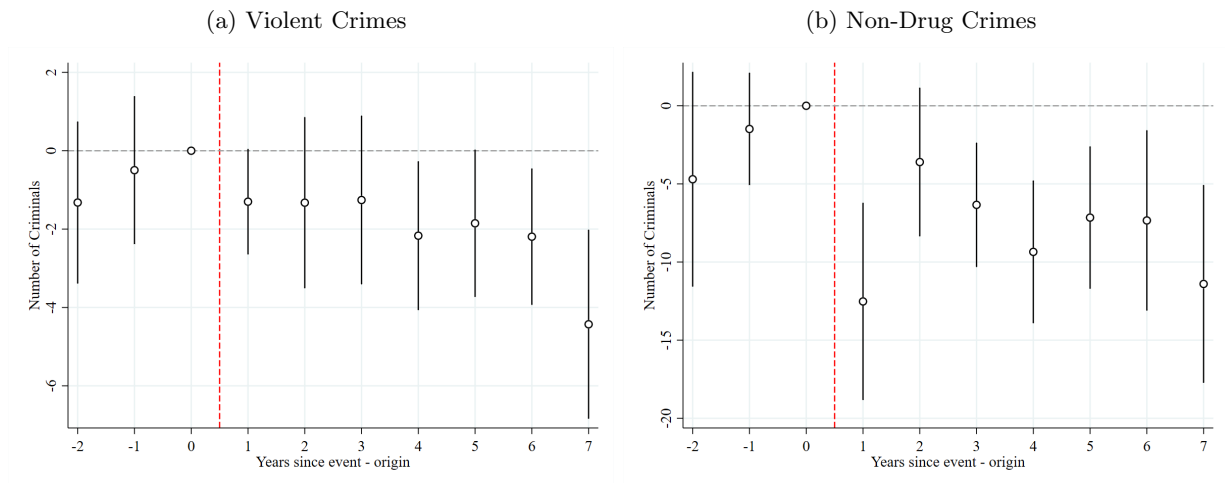 (a) Violent Crimes
2
0
-2
-4
-6
Number of Criminals
-2 -1 0 1 2 3 4 5 6 7
Years since event - origin
(b) Non-Drug Crimes
0
-5
-10
-15
-20
Number of Criminals
-2 -1 0 1 2 3 4 5 6 7
Years since event - origin